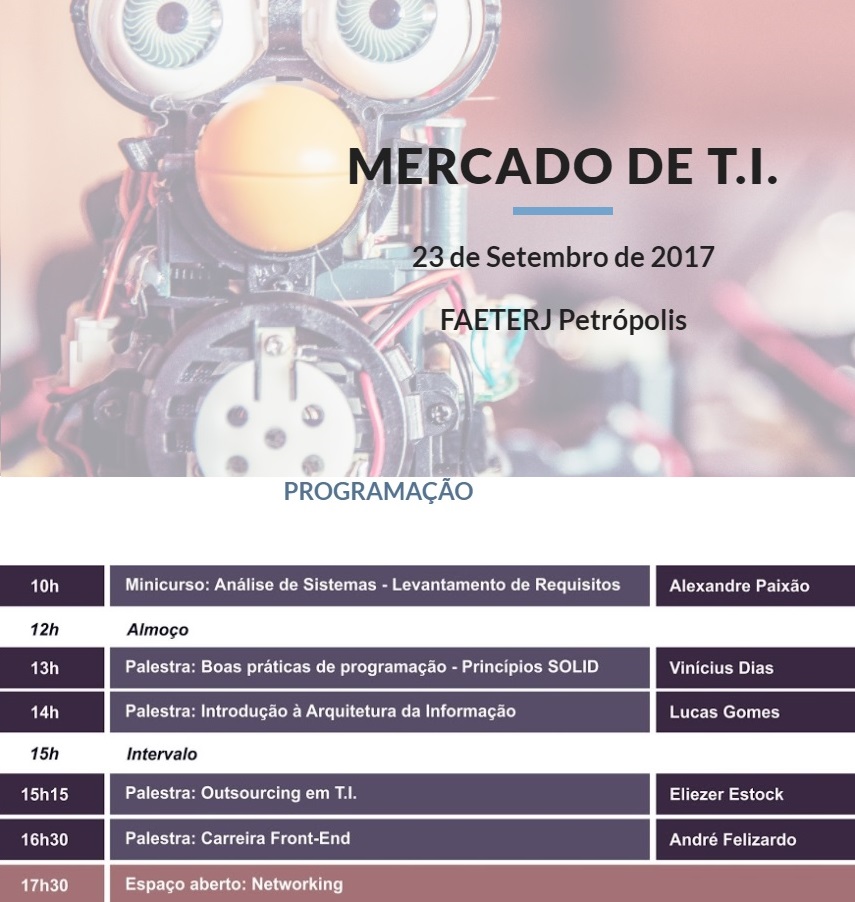 MERCADO DE T.I.
23 de Setembro de 2017
FAETERJ Petrópolis
PROGRAMAÇÃO
10h Minicurso: Análise de Sistemas - Levantamento de Requisitos Alexandre Paixão
12h Almoço
13h Palestra: Boas práticas de programação - Princípios SOLID Vinícius Dias
14h Palestra: Introdução à Arquitetura da Informação Lucas Gomes
15h Intervalo
15h15 Palestra: Outsourcing em T.I. Eliezer Estock
16h30 Palestra: Carreira Front-End André Felizardo
17h30 Espaço aberto: Networking